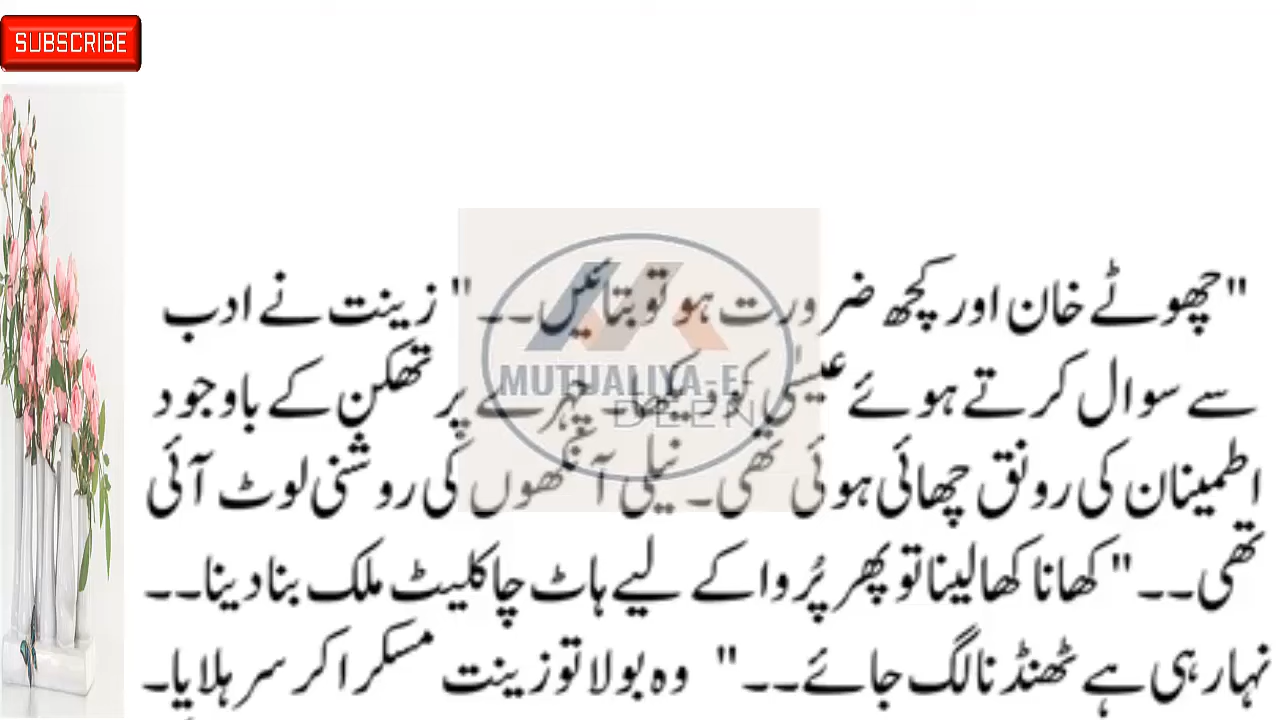 SUBSCRIBE
"چھوٹے خان اور کچھ ضرورت ہو تو بتائیں۔۔۔" زینت نے ادب
سے سوال کرتے ہوئے عیسٰی کو دیکھا۔ چہرے پر تھکن کے باوجود
MUTUALIYA-E-
DEEN
اطمینان کی رونق چھائی ہوئی تھی۔ نیلی آنکھوں کی روشنی لوٹ آئی
تھی۔۔ "کھانا کھا لینا تو پھر پُروا کے لیے ہاٹ چاکلیٹ ملک بنا دینا۔۔
نہا رہی ہے ٹھنڈ نا لگ جائے۔۔" وہ بولا تو زینت مسکرا کر سر ہلایا۔